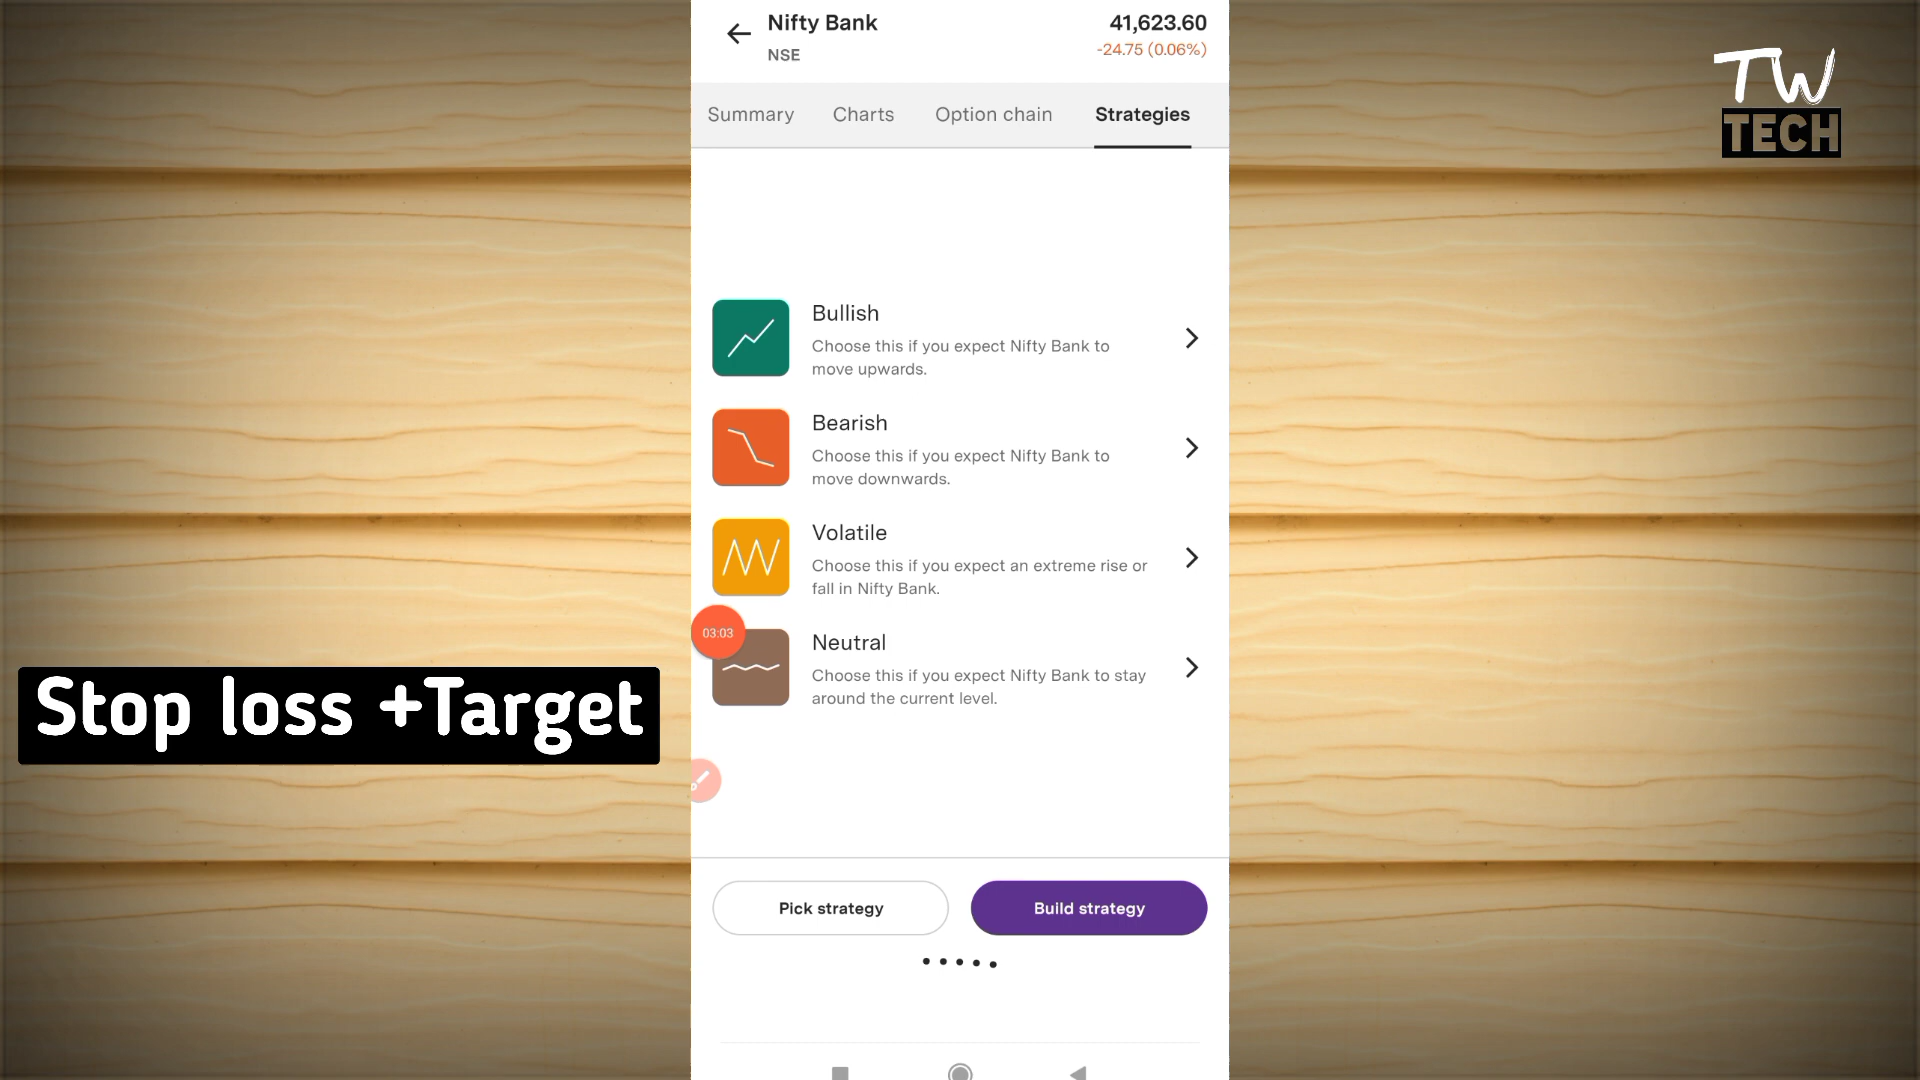 Nifty Bank
41,623.60
NSE
-24.75 (0.06%)
Summary
Charts
Option chain
Strategies
Bullish
Choose this if you expect Nifty Bank to
move upwards.
Bearish
Choose this if you expect Nifty Bank to
move downwards.
Volatile
Choose this if you expect an extreme rise or
fall in Nifty Bank.
03:03
Neutral
Choose this if you expect Nifty Bank to stay
around the current level.
Pick strategy
Build strategy
Stop loss +Target
TW
TECH